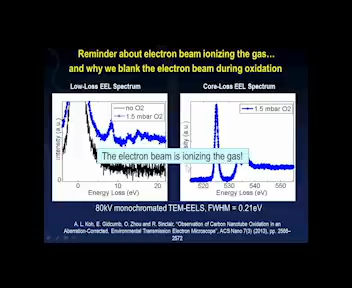 Reminder about electron beam ionizing the gas…
and why we blank the electron beam during oxidation
Low-Loss EEL Spectrum
Core-Loss EEL Spectrum
no O2
1.5 mbar O2
1.5 mbar O2
Intensity (a.u.)
Intensity (a.u.)
The electron beam is ionizing the gas!
0 5 10 15 20
520 530 540 550
Energy Loss (eV)
Energy Loss (eV)
80kV monochromated TEM-EELS, FWHM = 0.21eV
A. L. Koh, E. Gidcumb, O. Zhou and R. Sinclair, "Observation of Carbon Nanotube Oxidation in an
Aberration-Corrected, Environmental Transmission Electron Microscope", ACS Nano 7(3) (2013), pp. 2566–
2572